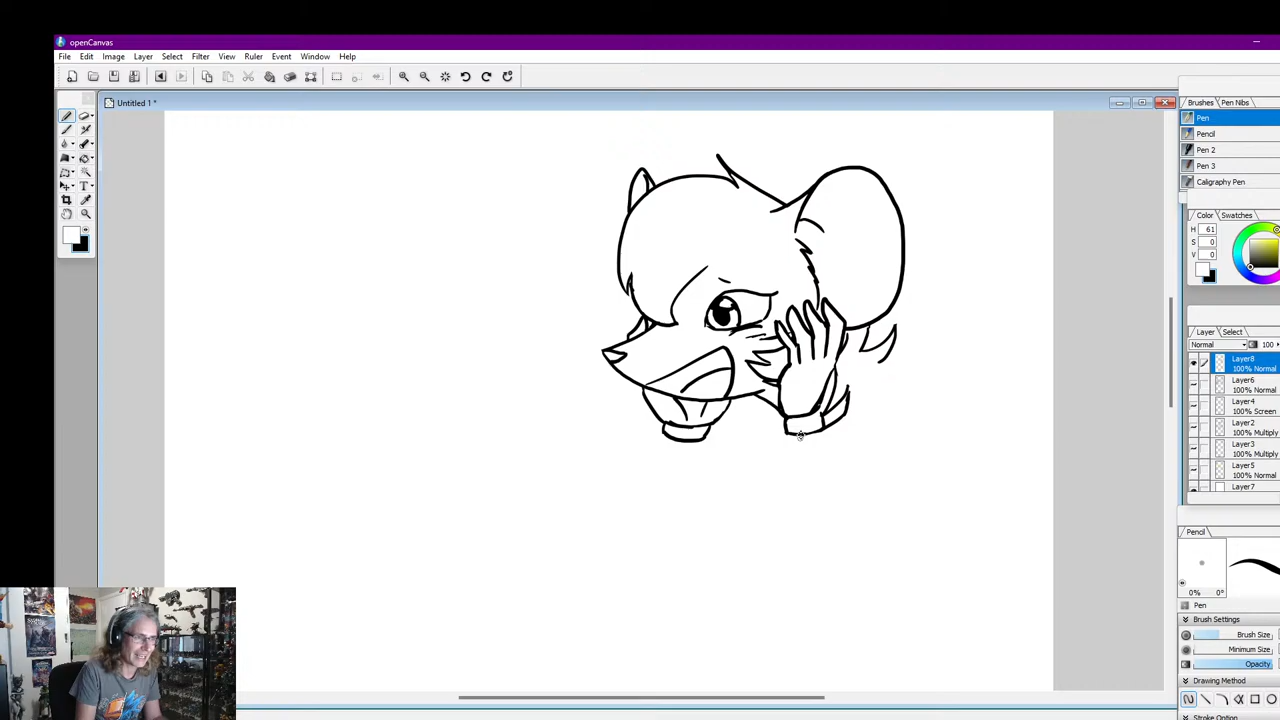 openCanvas
File Edit Image Layer Select Filter View Ruler Event Window Help
Untitled 1 *
Brushes Pen Nibs
Pen
Pencil
Pen 2
Pen 3
Caligraphy Pen
Color Swatches
H 61
S 0
V 0
Layer Select
Normal 100
Layer8
100% Normal
Layer6
100% Normal
Layer4
100% Screen
Layer2
100% Multiply
Layer3
100% Multiply
Layer5
100% Normal
Layer7
Pencil
0% 0°
Pen
Brush Settings
Brush Size
Minimum Size
Opacity
Drawing Method
Stroke Option